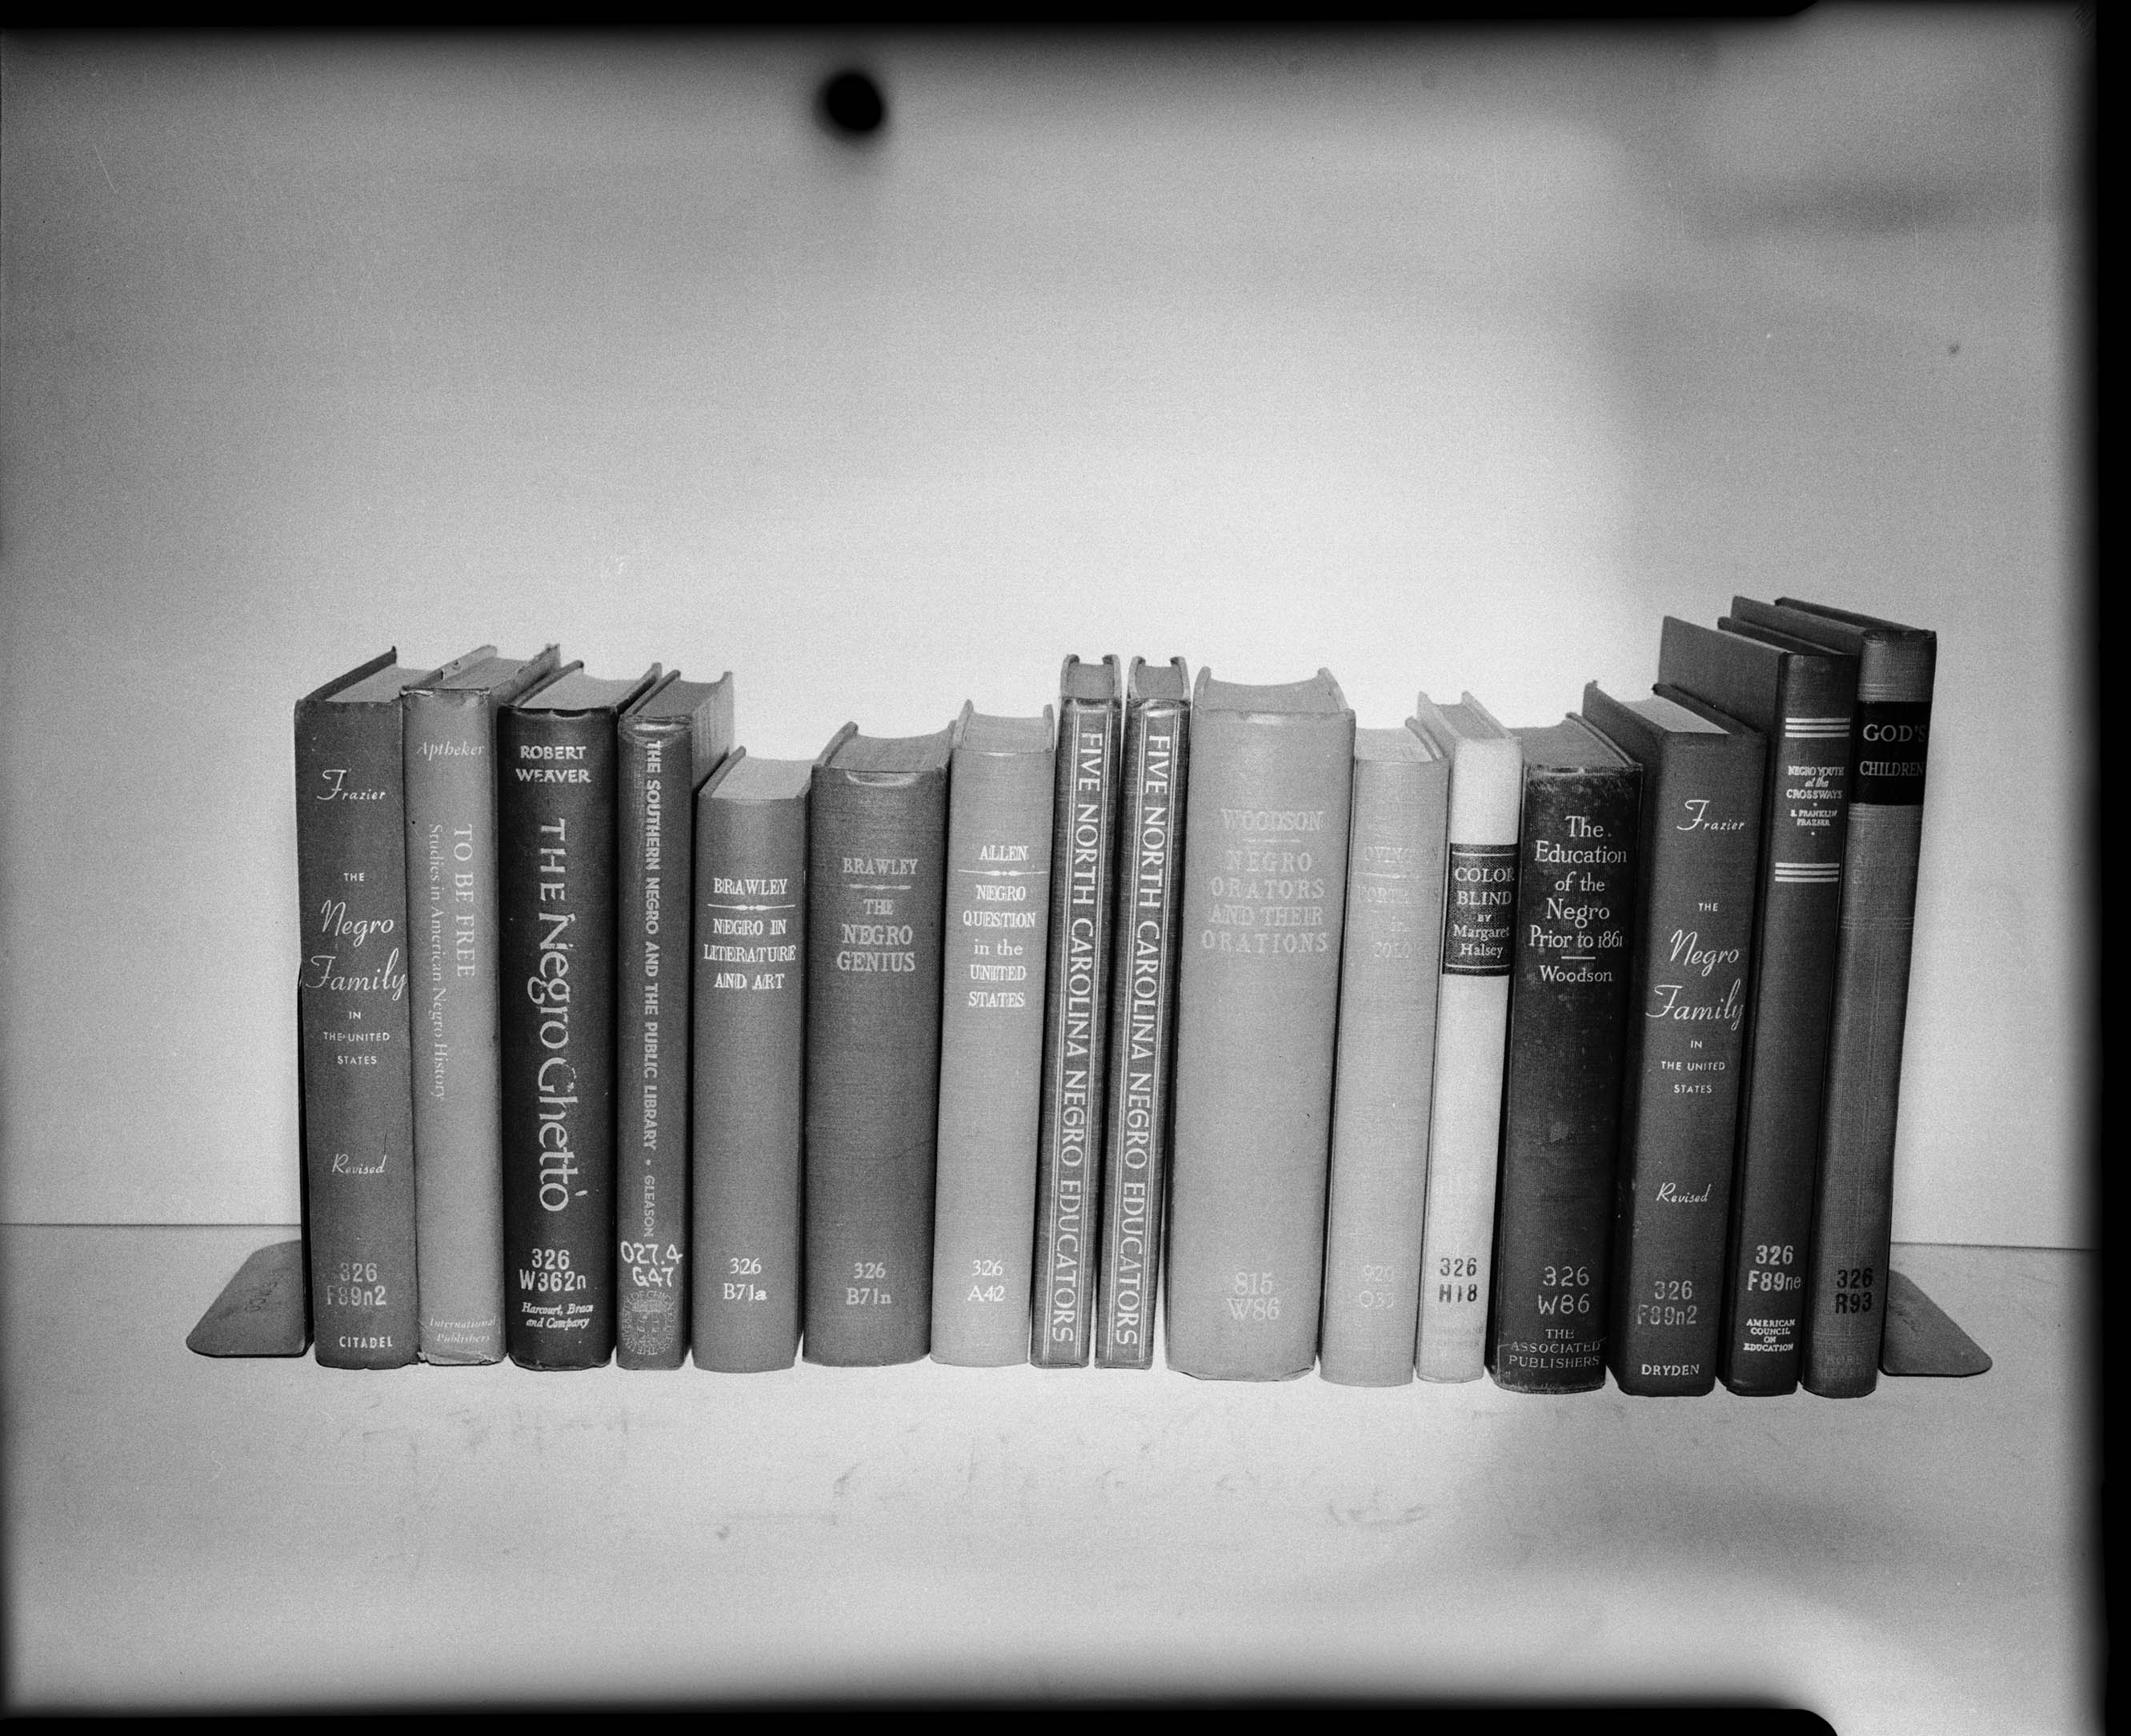 Frazier
THE
Negro
Family
IN
THE UNITED
STATES
Revised
326
F89n2
CITADEL
Aptheker
TO BE FREE
Studies in American Negro History
International
Publishers
ROBERT
WEAVER
THE Negro Ghetto
326
W362n
Harcourt, Brace
and Company
THE SOUTHERN NEGRO AND THE PUBLIC LIBRARY • GLEASON
027.4
G47
BRAWLEY
NEGRO IN
LITERATURE
AND ART
326
B71a
BRAWLEY
THE
NEGRO
GENIUS
326
B71n
ALLEN
NEGRO
QUESTION
in the
UNITED
STATES
326
A42
FIVE NORTH CAROLINA NEGRO EDUCATORS
FIVE NORTH CAROLINA NEGRO EDUCATORS
WOODSON
NEGRO
ORATORS
AND THEIR
ORATIONS
815
W86
in
920
COLOR
BLIND
BY
Margaret
Halsey
326
H18
The
Education
of the
Negro
Prior to 1861
Woodson
326
W86
THE
ASSOCIATED
PUBLISHERS
Frazier
THE
Negro
Family
IN
THE UNITED
STATES
Revised
326
F89n2
DRYDEN
NEGRO YOUTH
at the
CROSSWAYS
E. FRANKLIN
FRAZIER
326
F89ne
AMERICAN
COUNCIL
ON
EDUCATION
GOD'S
CHILDREN
326
R93